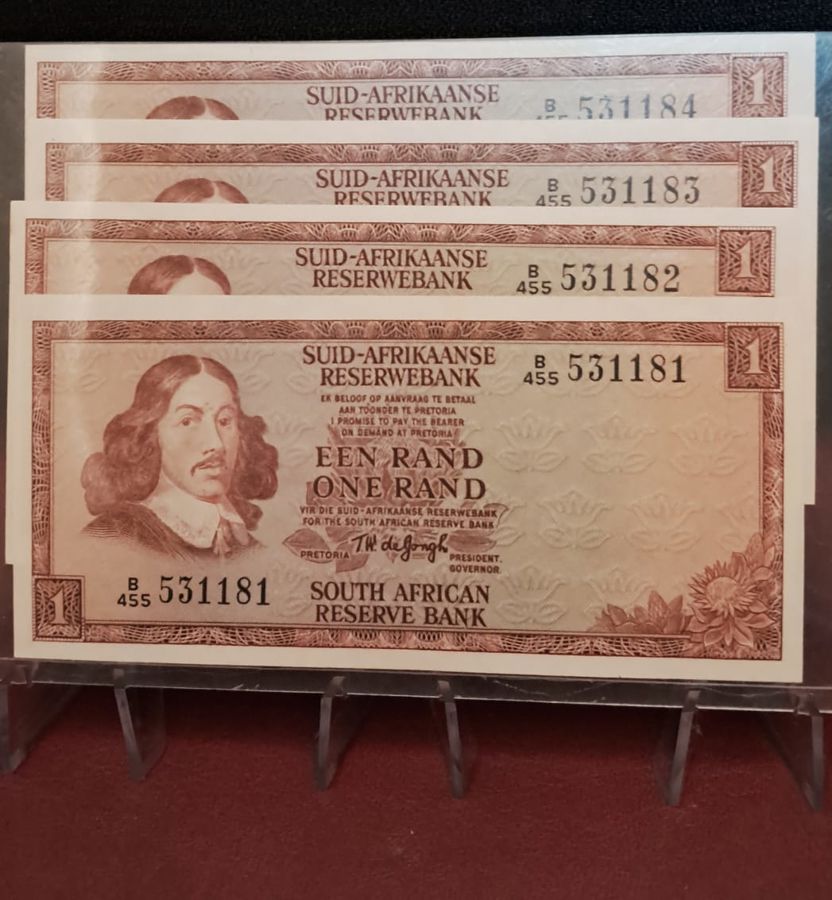 1
SUID-AFRIKAANSE
RESERWEBANK
B
531184
1
SUID-AFRIKAANSE
RESERWEBANK
B
455 531183
1
SUID-AFRIKAANSE
RESERWEBANK
B
455 531182
1
SUID-AFRIKAANSE
RESERWEBANK
B
455 531181
EK BELOOF OP AANVRAAG TE BETAAL
AAN TOONDER TE PRETORIA
I PROMISE TO PAY THE BEARER
ON DEMAND AT PRETORIA
EEN RAND
ONE RAND
VIR DIE SUID-AFRIKAANSE RESERWEBANK
FOR THE SOUTH AFRICAN RESERVE BANK
T.W. de Jongh
PRETORIA
PRESIDENT.
GOVERNOR.
1
B
455 531181
SOUTH AFRICAN
RESERVE BANK